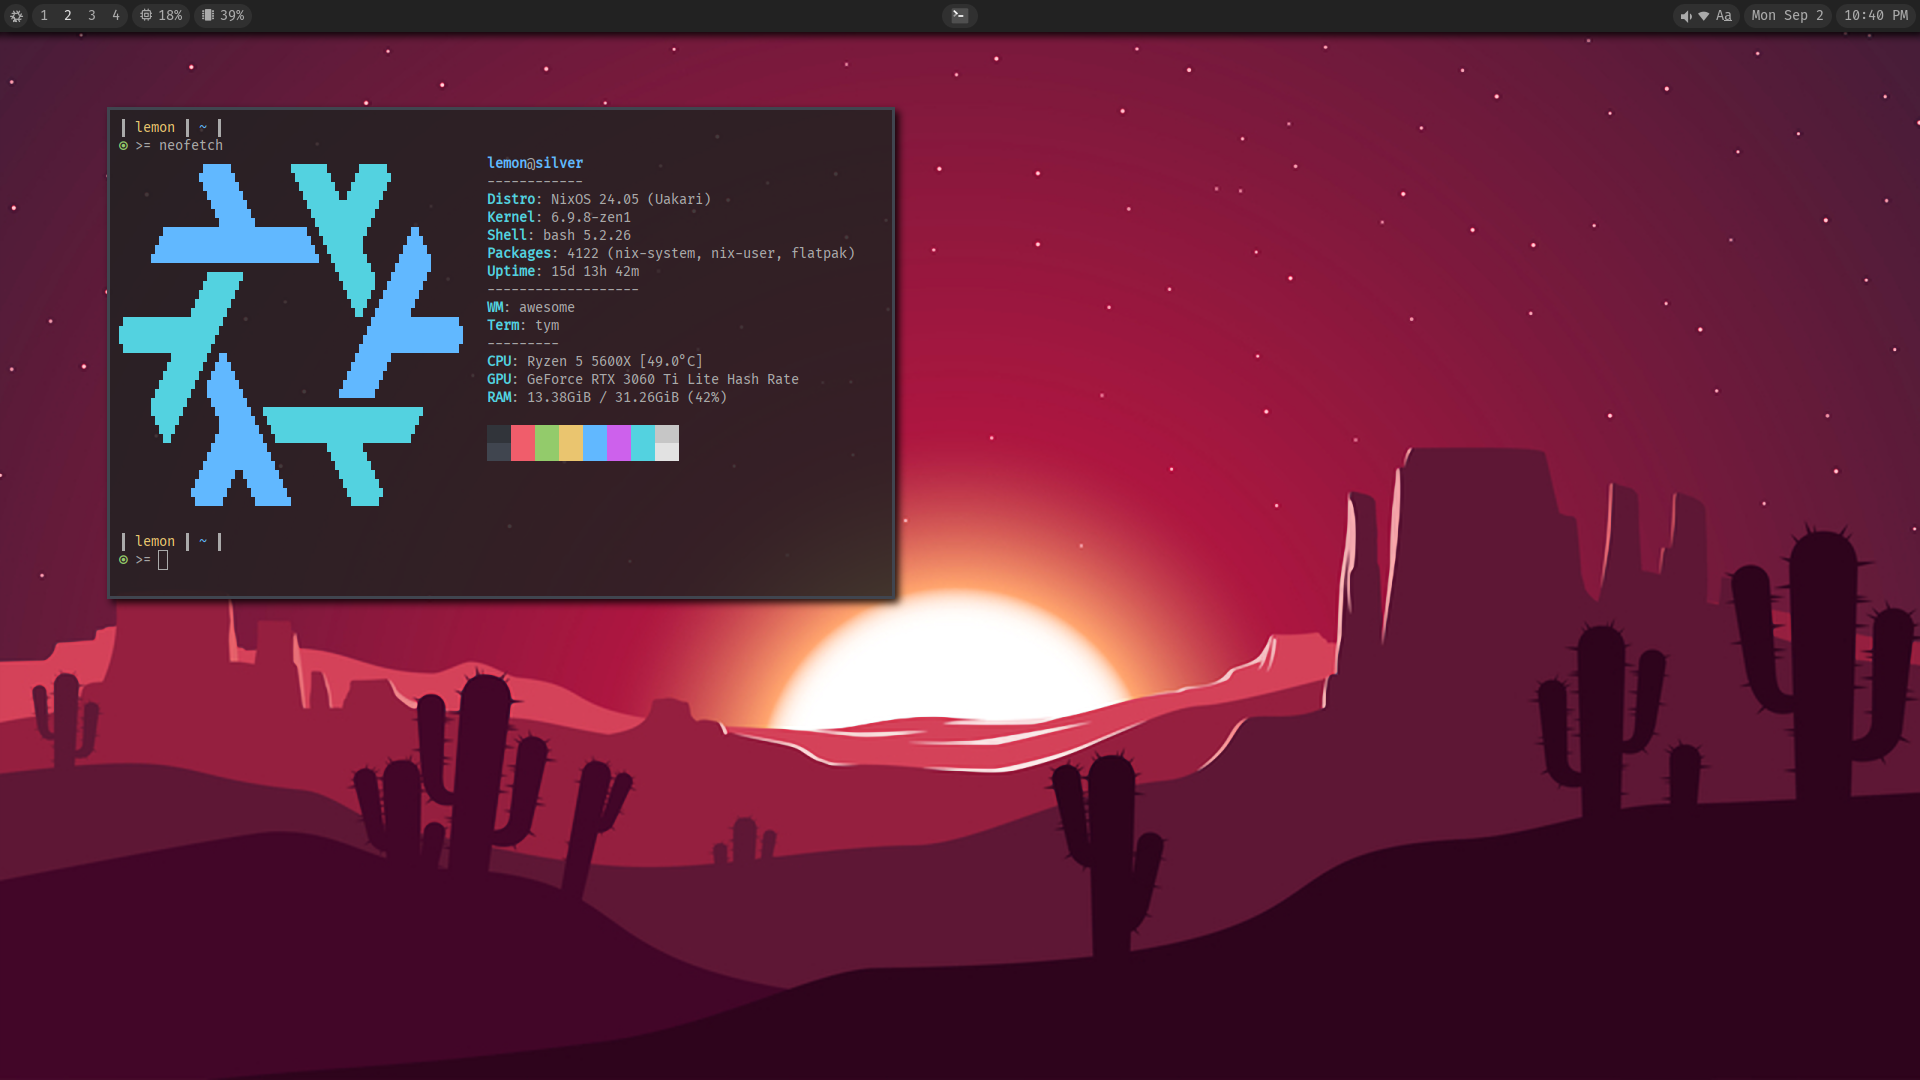 1 2 3 4 18% 39% Aa Mon Sep 2 10:40 PM
lemon ~
>= neofetch
lemon@silver
------------
Distro: NixOS 24.05 (Uakari)
Kernel: 6.9.8-zen1
Shell: bash 5.2.26
Packages: 4122 (nix-system, nix-user, flatpak)
Uptime: 15d 13h 42m
-------------------
WM: awesome
Term: tym
---------
CPU: Ryzen 5 5600X [49.0°C]
GPU: GeForce RTX 3060 Ti Lite Hash Rate
RAM: 13.38GiB / 31.26GiB (42%)
lemon ~
>=